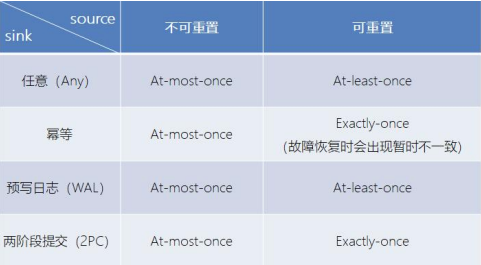 source
sink
不可重置
可重置
任意（Any）
At-most-once
At-least-once
幂等
At-most-once
Exactly-once
(故障恢复时会出现暂时不一致)
预写日志（WAL）
At-most-once
At-least-once
两阶段提交（2PC）
At-most-once
Exactly-once